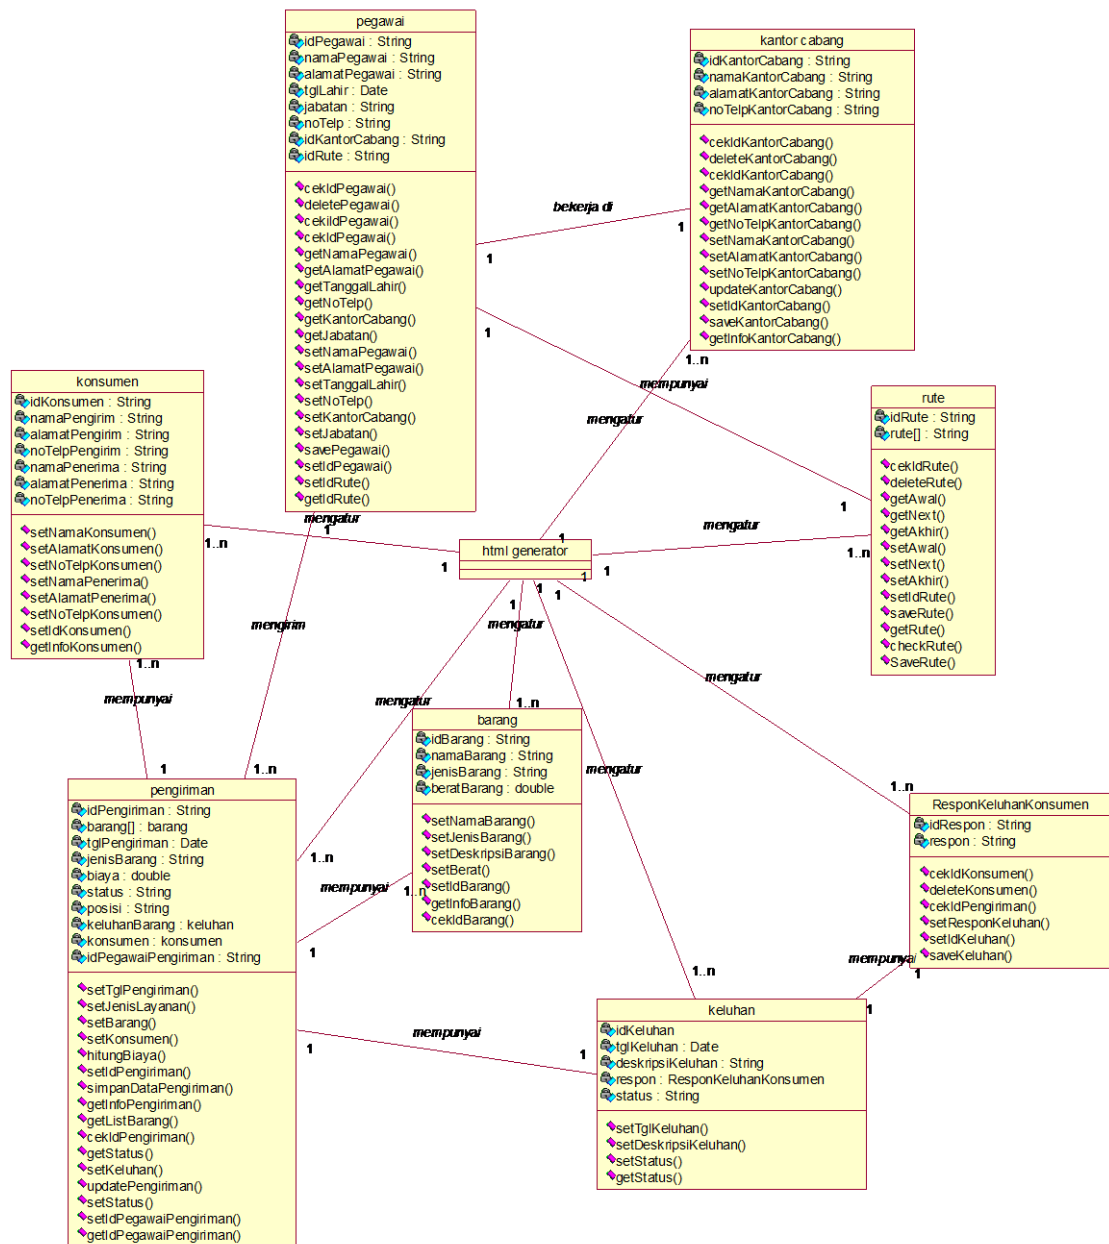 pegawai
idPegawai : String
namaPegawai : String
alamatPegawai : String
tglLahir : Date
jabatan : String
noTelp : String
idKantorCabang : String
idRute : String
cekIdPegawai()
deletePegawai()
cekiIdPegawai()
cekIdPegawai()
getNamaPegawai()
getAlamatPegawai()
getTanggalLahir()
getNoTelp()
getKantorCabang()
getJabatan()
setNamaPegawai()
setAlamatPegawai()
setTanggalLahir()
setNoTelp()
setKantorCabang()
setJabatan()
savePegawai()
setIdPegawai()
setIdRute()
getIdRute()
kantor cabang
idKantorCabang : String
namaKantorCabang : String
alamatKantorCabang : String
noTelpKantorCabang : String
cekIdKantorCabang()
deleteKantorCabang()
cekIdKantorCabang()
getNamaKantorCabang()
getAlamatKantorCabang()
getNoTelpKantorCabang()
setNamaKantorCabang()
setAlamatKantorCabang()
setNoTelpKantorCabang()
updateKantorCabang()
setIdKantorCabang()
saveKantorCabang()
getInfoKantorCabang()
bekerja di
1
1
1
1..n
mempunyai
mengatur
konsumen
idKonsumen : String
namaPengirim : String
alamatPengirim : String
noTelpPengirim : String
namaPenerima : String
alamatPenerima : String
noTelpPenerima : String
setNamaKonsumen()
setAlamatKonsumen()
setNoTelpKonsumen()
setNamaPenerima()
setAlamatPenerima()
setNoTelpKonsumen()
setIdKonsumen()
getInfoKonsumen()
rute
idRute : String
rute[] : String
cekIdRute()
deleteRute()
getAwal()
getNext()
getAkhir()
setAwal()
setNext()
setAkhir()
setIdRute()
saveRute()
getRute()
checkRute()
SaveRute()
1
mengatur
1
1..n
1
html generator
1
mengatur
1
1..n
1
1
1
1
1
mengirim
mengatur
1..n
mempunyai
1
1..n
mengatur
1..n
mengatur
mengatur
1..n
barang
idBarang : String
namaBarang : String
jenisBarang : String
beratBarang : double
setNamaBarang()
setJenisBarang()
setDeskripsiBarang()
setBerat()
setIdBarang()
getInfoBarang()
cekIdBarang()
pengiriman
idPengiriman : String
barang[] : barang
tglPengiriman : Date
jenisBarang : String
biaya : double
status : String
posisi : String
keluhanBarang : keluhan
konsumen : konsumen
idPegawaiPengiriman : String
setTglPengiriman()
setJenisLayanan()
setBarang()
setKonsumen()
hitungBiaya()
setIdPengiriman()
simpanDataPengiriman()
getInfoPengiriman()
getListBarang()
cekIdPengiriman()
getStatus()
setKeluhan()
updatePengiriman()
setStatus()
setIdPegawaiPengiriman()
getIdPegawaiPengiriman()
1..n
mempunyai
1..n
1
ResponKeluhanKonsumen
idRespon : String
respon : String
cekIdKonsumen()
deleteKonsumen()
cekIdPengiriman()
setResponKeluhan()
setIdKeluhan()
saveKeluhan()
mempunyai
1
1
1..n
mempunyai
1
1
keluhan
idKeluhan
tglKeluhan : Date
deskripsiKeluhan : String
respon : ResponKeluhanKonsumen
status : String
setTglKeluhan()
setDeskripsiKeluhan()
setStatus()
getStatus()